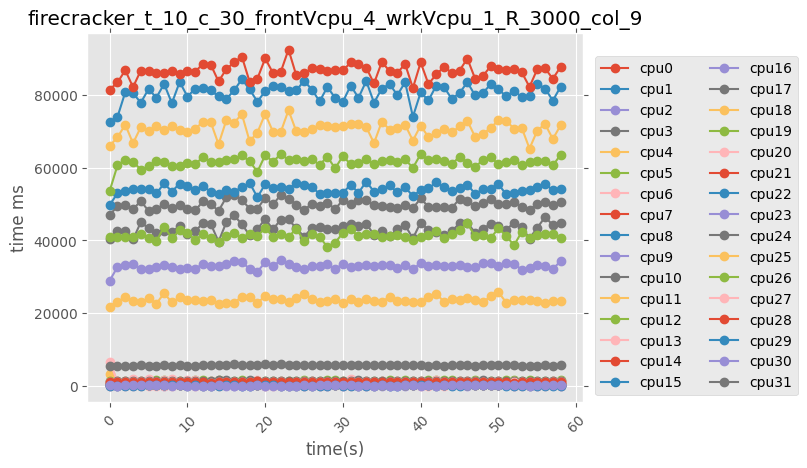 firecracker_t_10_c_30_frontVcpu_4_wrkVcpu_1_R_3000_col_9
80000
60000
40000
20000
0
time ms
0
10
20
30
40
50
60
time(s)
cpu0
cpu1
cpu2
cpu3
cpu4
cpu5
cpu6
cpu7
cpu8
cpu9
cpu10
cpu11
cpu12
cpu13
cpu14
cpu15
cpu16
cpu17
cpu18
cpu19
cpu20
cpu21
cpu22
cpu23
cpu24
cpu25
cpu26
cpu27
cpu28
cpu29
cpu30
cpu31